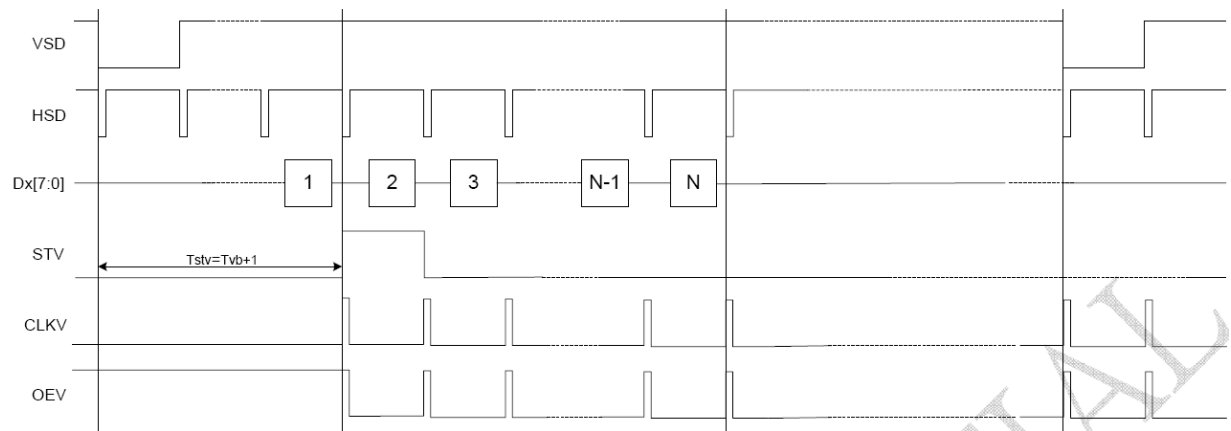 VSD
HSD
Dx[7:0]
1
2
3
N-1
N
STV
Tstv=Tvb+1
CLKV
OEV